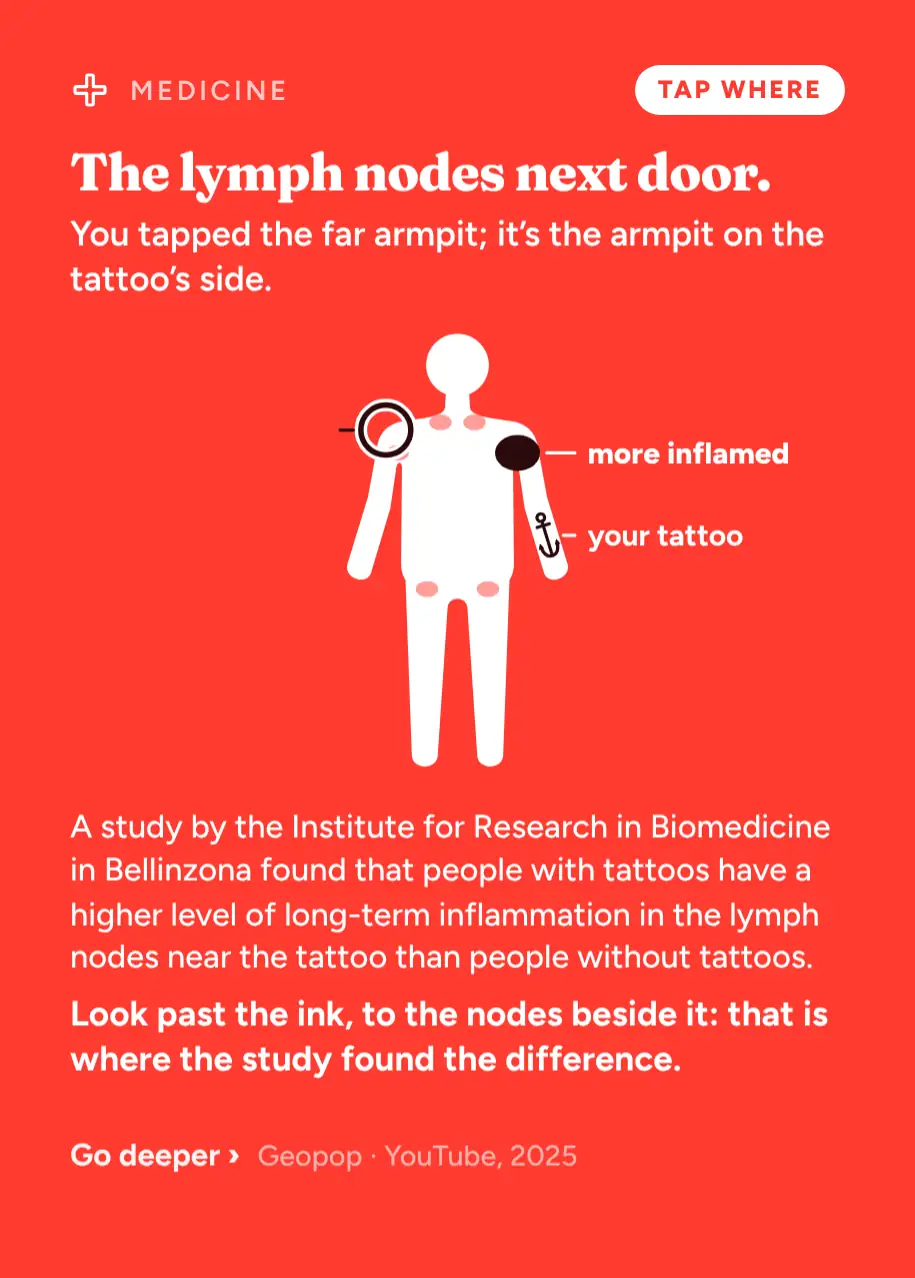 MEDICINE
TAP WHERE
The lymph nodes next door.
You tapped the far armpit; it’s the armpit on the
tattoo’s side.
more inflamed
your tattoo
A study by the Institute for Research in Biomedicine
in Bellinzona found that people with tattoos have a
higher level of long-term inflammation in the lymph
nodes near the tattoo than people without tattoos.
Look past the ink, to the nodes beside it: that is
where the study found the difference.
Go deeper › Geopop · YouTube, 2025